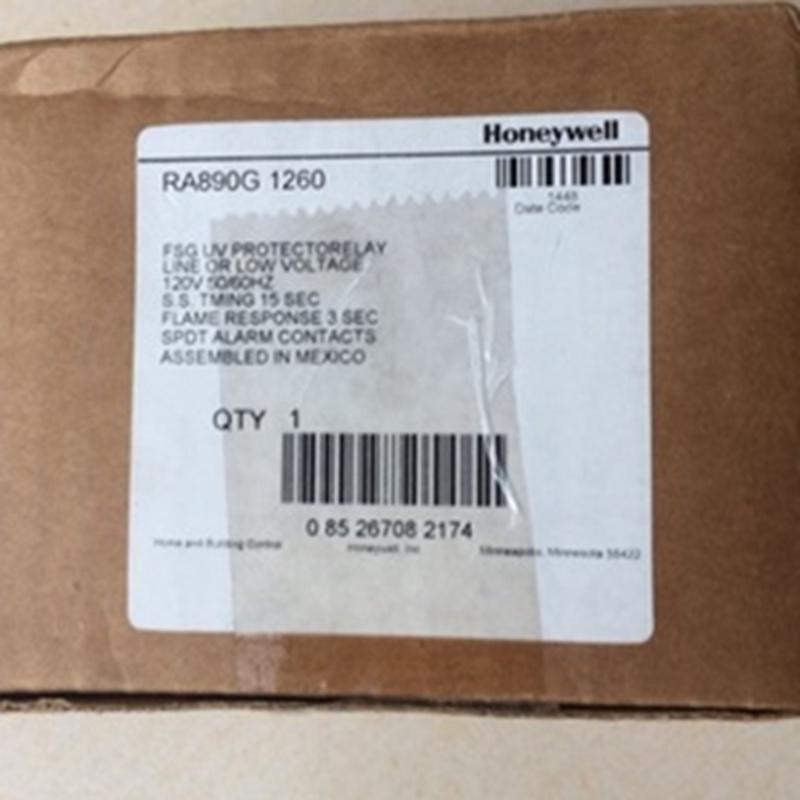 Honeywell
RA890G 1260
1448
Date Code
FSG UV PROTECTORELAY
LINE OR LOW VOLTAGE
120V 50/60HZ
S.S. TMING 15 SEC
FLAME RESPONSE 3 SEC
SPDT ALARM CONTACTS
ASSEMBLED IN MEXICO
QTY 1
0 85 26708 2174
Home and Building Control
Honeywell, Inc
Minneapolis, Minnesota 55422